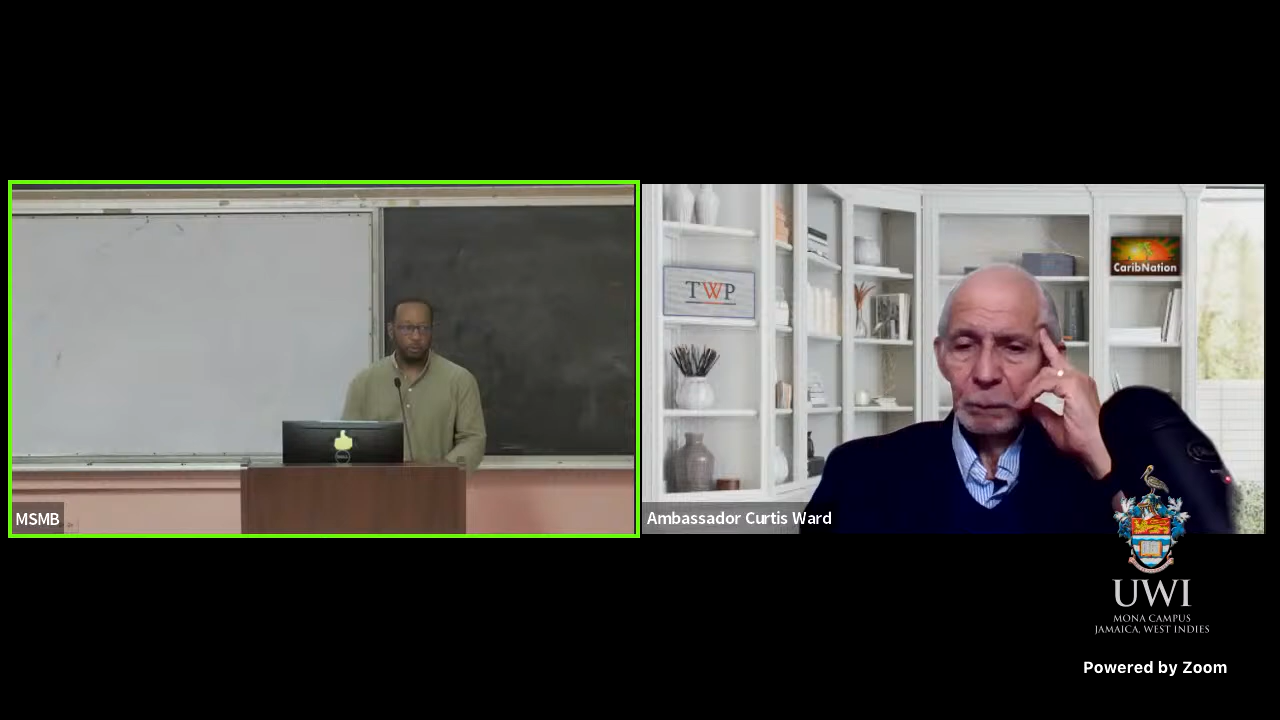 MSMB
TWP
CaribNation
Ambassador Curtis Ward
UWI
MONA CAMPUS
JAMAICA, WEST INDIES
Powered by Zoom